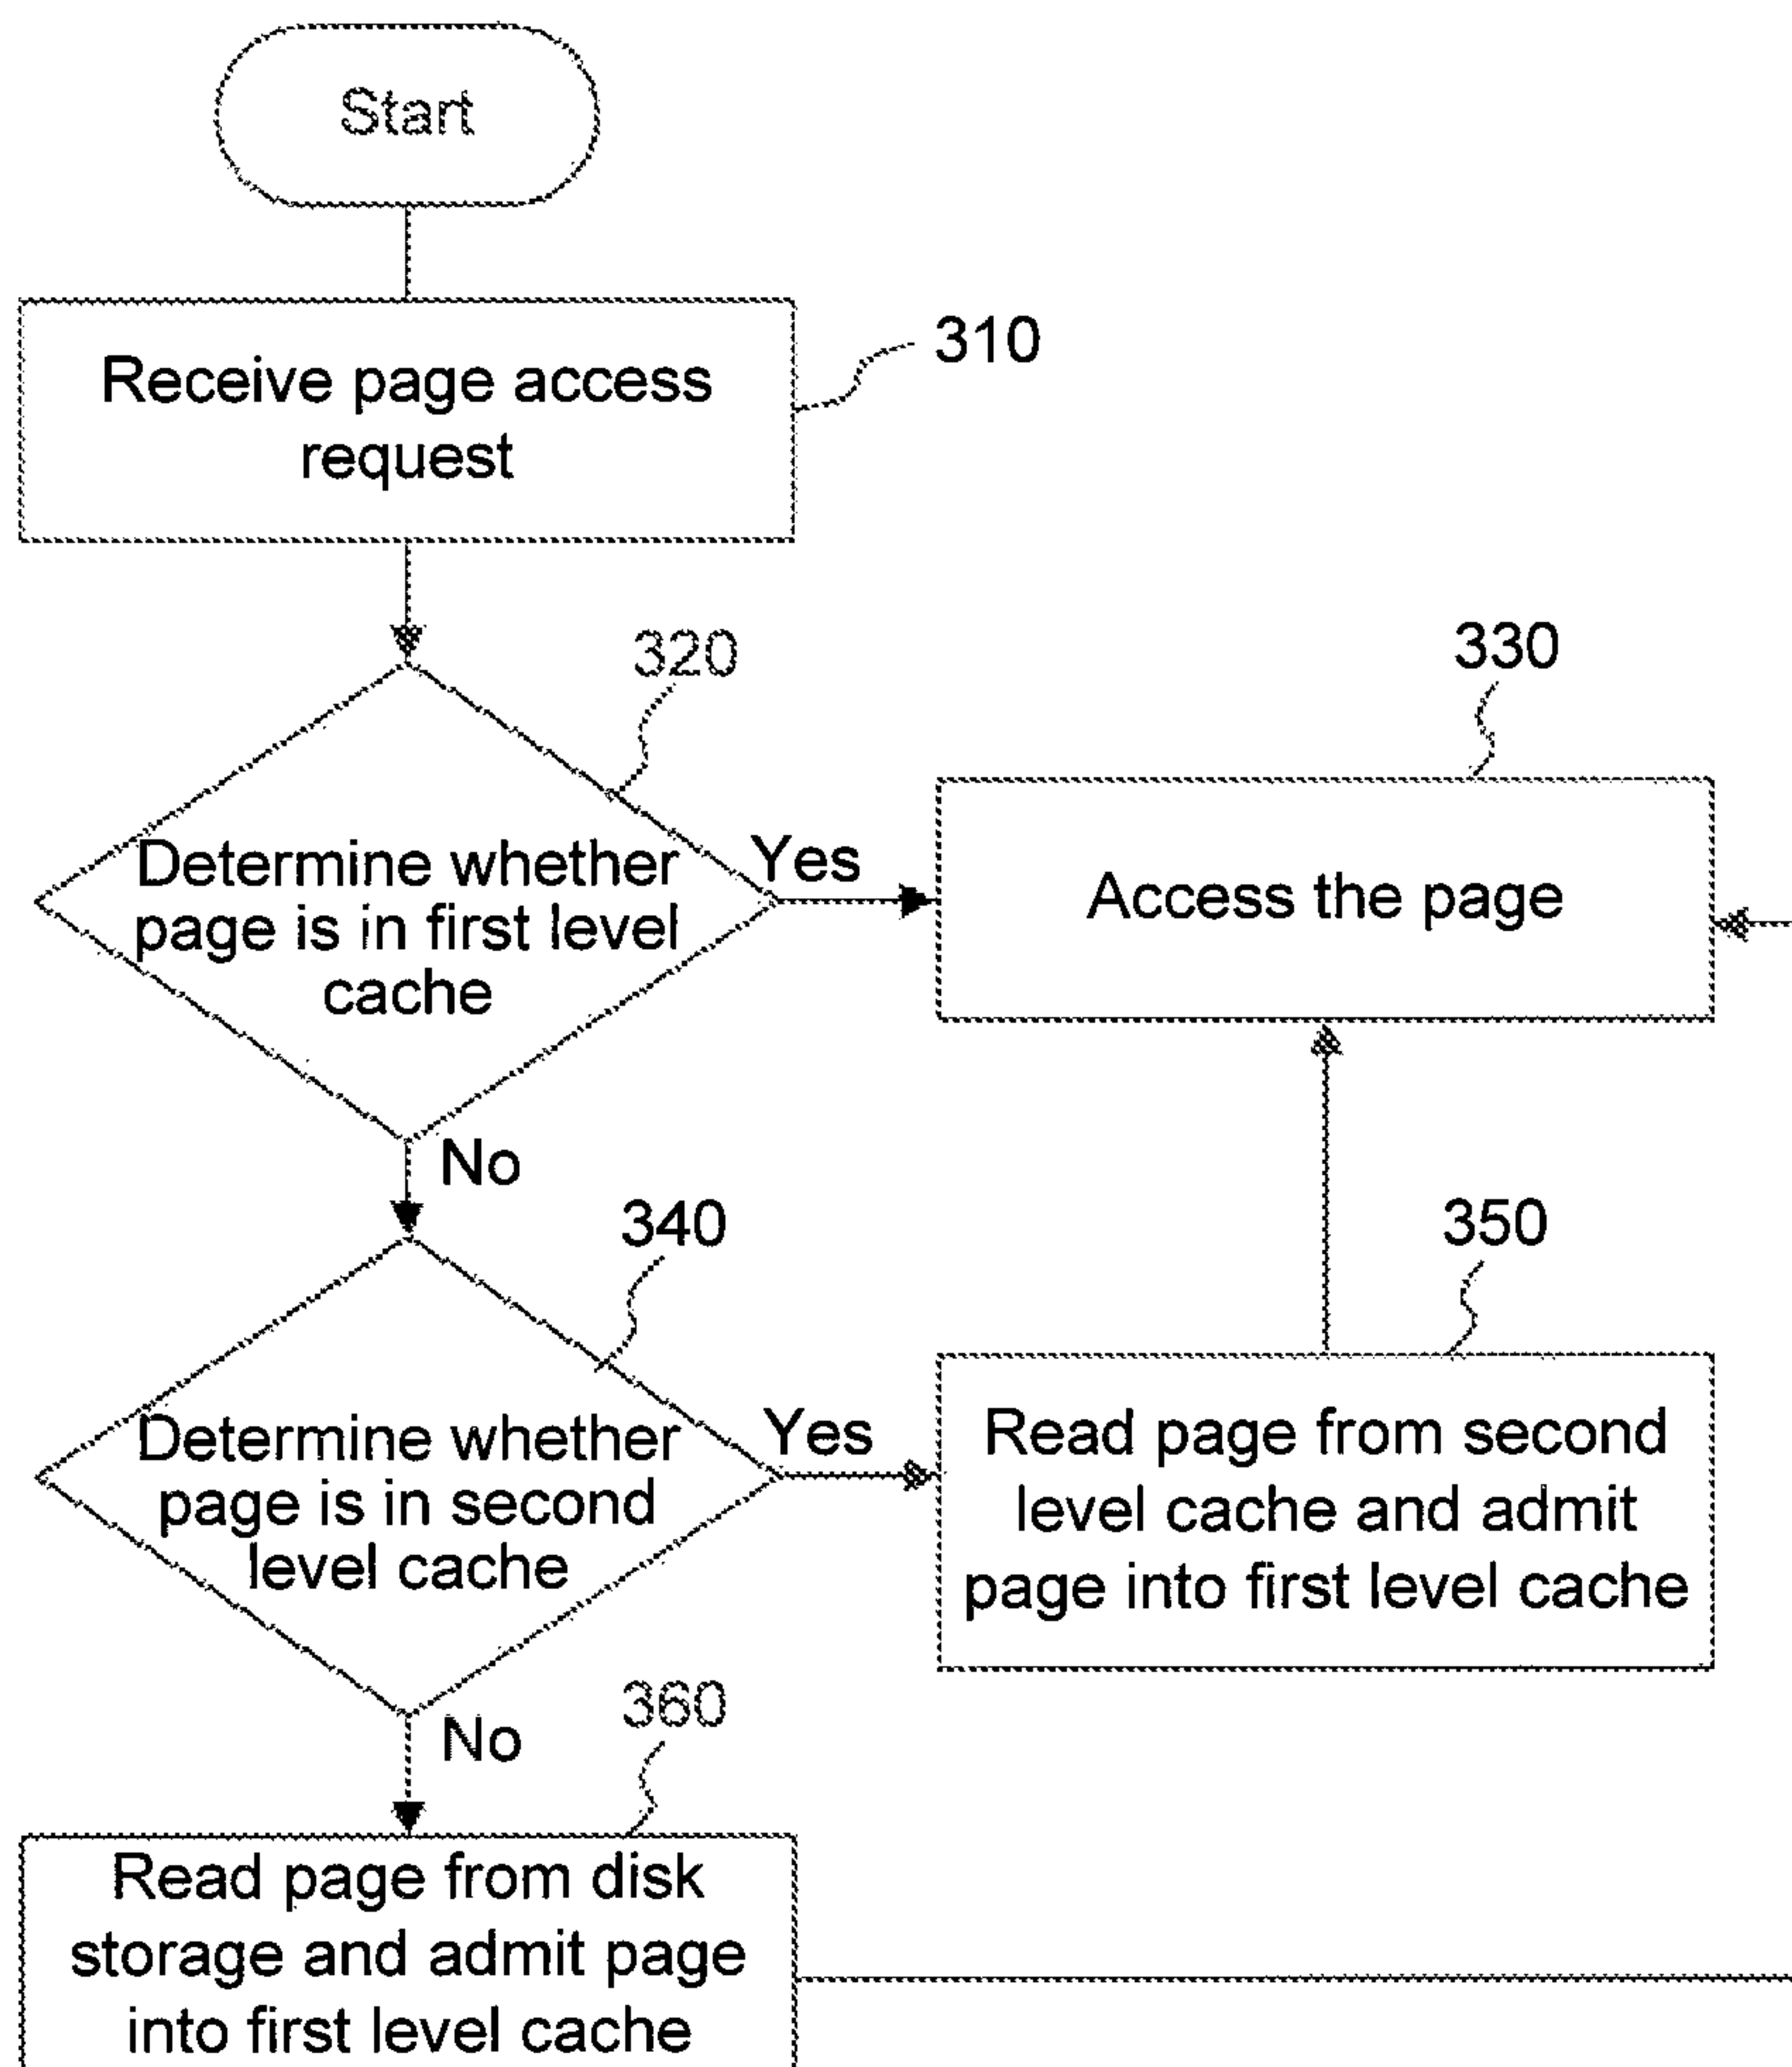 Start
Receive page access
request
310
320
330
Determine whether
page is in first level
cache
Yes
Access the page
No
340
350
Determine whether
page is in second
level cache
Yes
Read page from second
level cache and admit
page into first level cache
No
360
Read page from disk
storage and admit page
into first level cache